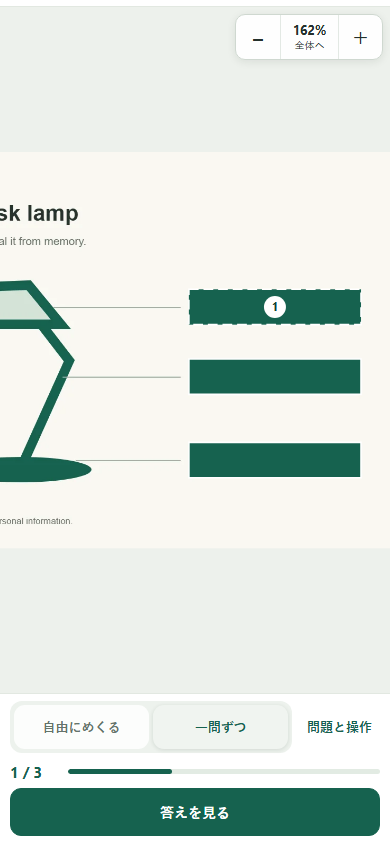 − 162% +
全体へ
sk lamp
al it from memory.
1
rsonal information.
自由にめくる 一問ずつ 問題と操作
1 / 3
答えを見る